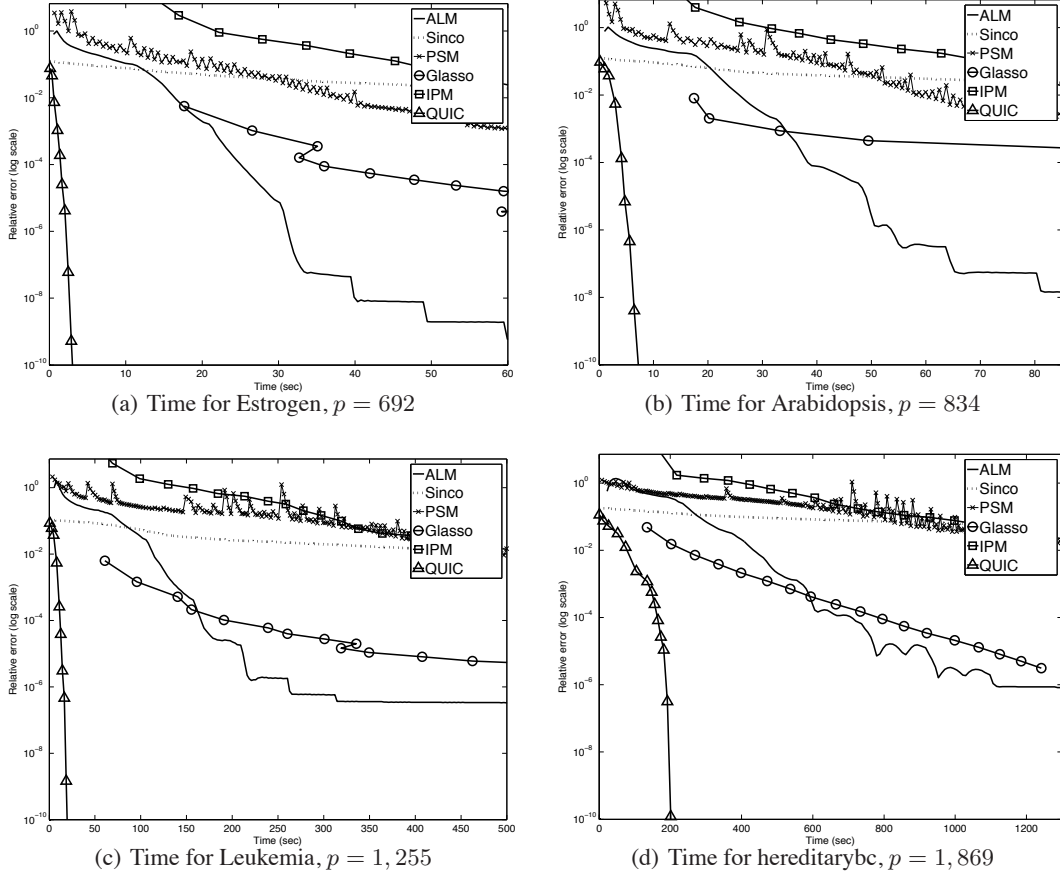 Relative error (log scale)
10^0
10^−2
10^−4
10^−6
10^−8
10^−10
0 10 20 30 40 50 60
Time (sec)
ALM
Sinco
PSM
Glasso
IPM
QUIC
(a) Time for Estrogen, p = 692
Relative error (log scale)
10^0
10^−2
10^−4
10^−6
10^−8
10^−10
0 10 20 30 40 50 60 70 80
Time (sec)
ALM
Sinco
PSM
Glasso
IPM
QUIC
(b) Time for Arabidopsis, p = 834
Relative error (log scale)
10^0
10^−2
10^−4
10^−6
10^−8
10^−10
0 50 100 150 200 250 300 350 400 450 500
Time (sec)
ALM
Sinco
PSM
Glasso
IPM
QUIC
(c) Time for Leukemia, p = 1, 255
Relative error (log scale)
10^0
10^−2
10^−4
10^−6
10^−8
10^−10
0 200 400 600 800 1000 1200
Time (sec)
ALM
Sinco
PSM
Glasso
IPM
QUIC
(d) Time for hereditarybc, p = 1, 869